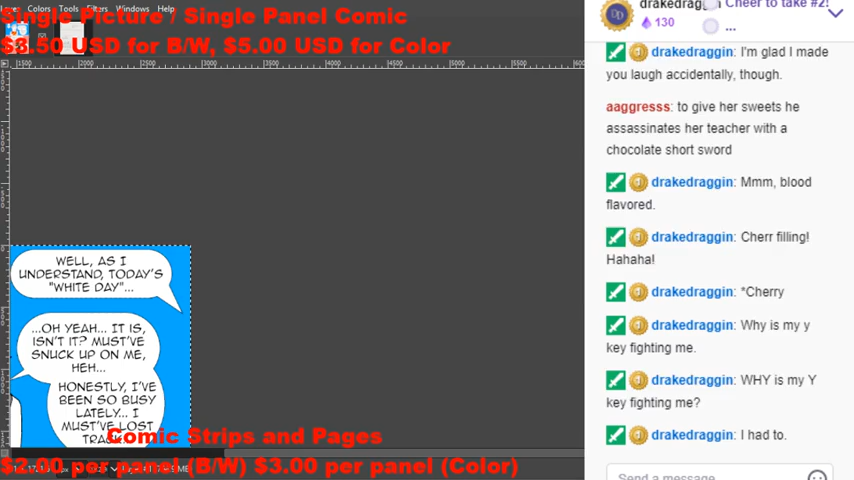 Single Picture / Single Panel Comic
$3.50 USD for B/W, $5.00 USD for Color
Colors Tools Filters Windows Help
WELL, AS I
UNDERSTAND, TODAY'S
"WHITE DAY"...
...OH YEAH... IT IS,
ISN'T IT? MUST'VE
SNUCK UP ON ME,
HEH...
HONESTLY, I'VE
BEEN SO BUSY
LATELY... I
MUST'VE LOST
TRACK...
Comic Strips and Pages
$2.00 per panel (B/W) $3.00 per panel (Color)
drakedraggin
130
Cheer to take #2!
...
drakedraggin: I'm glad I made
you laugh accidentally, though.
aaggresss: to give her sweets he
assassinates her teacher with a
chocolate short sword
drakedraggin: Mmm, blood
flavored.
drakedraggin: Cherr filling!
Hahaha!
drakedraggin: *Cherry
drakedraggin: Why is my y
key fighting me.
drakedraggin: WHY is my Y
key fighting me?
drakedraggin: I had to.
Send a message